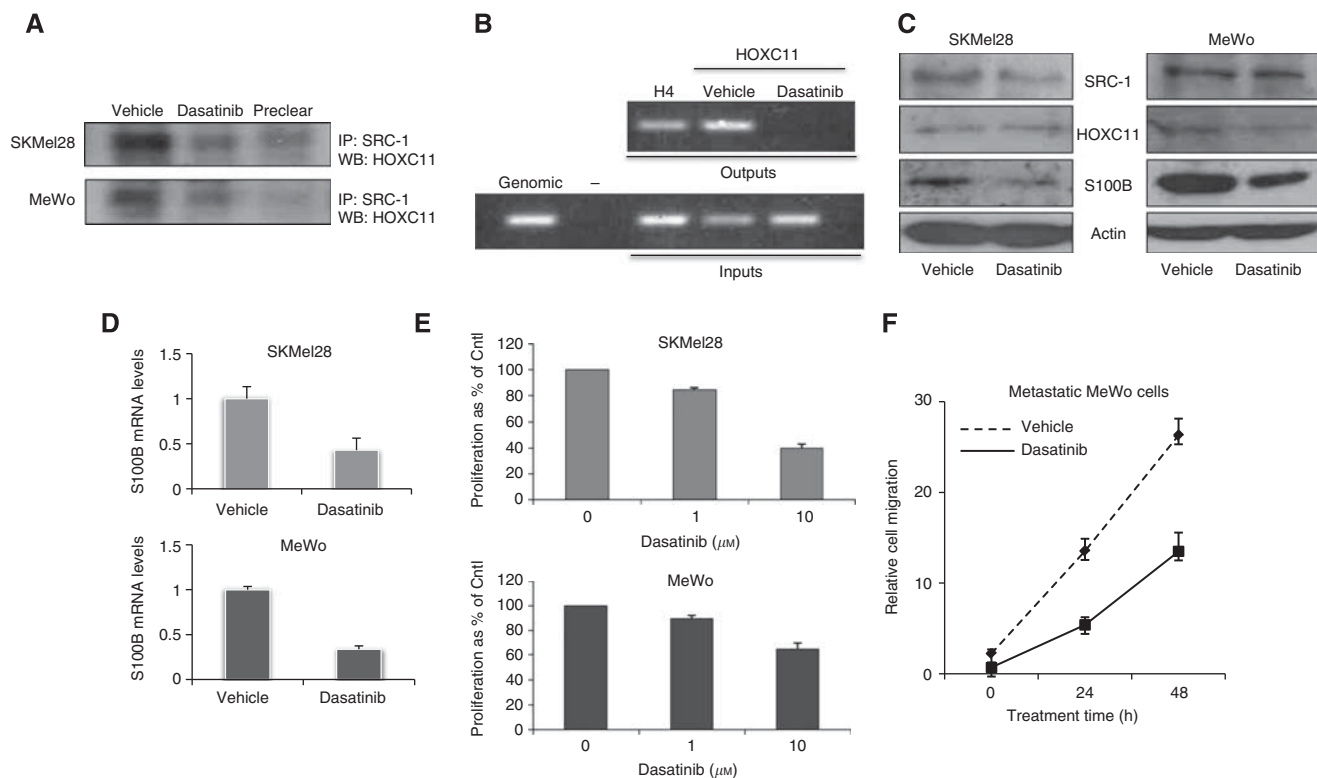 A
Vehicle Dasatinib Preclear
SKMel28
IP: SRC-1
WB: HOXC11
MeWo
IP: SRC-1
WB: HOXC11
B
HOXC11
H4 Vehicle Dasatinib
Outputs
Genomic –
Inputs
C
SKMel28 MeWo
SRC-1
HOXC11
S100B
Actin
Vehicle Dasatinib Vehicle Dasatinib
D
SKMel28
S100B mRNA levels
1.5
1
0.5
0
Vehicle Dasatinib
MeWo
S100B mRNA levels
1.5
1
0.5
0
Vehicle Dasatinib
E
SKMel28
Proliferation as % of Cntl
120
100
80
60
40
20
0
0 1 10
Dasatinib (μM)
MeWo
Proliferation as % of Cntl
120
100
80
60
40
20
0
0 1 10
Dasatinib (μM)
F
Metastatic MeWo cells
Vehicle
Dasatinib
Relative cell migration
30
20
10
0
0 24 48
Treatment time (h)